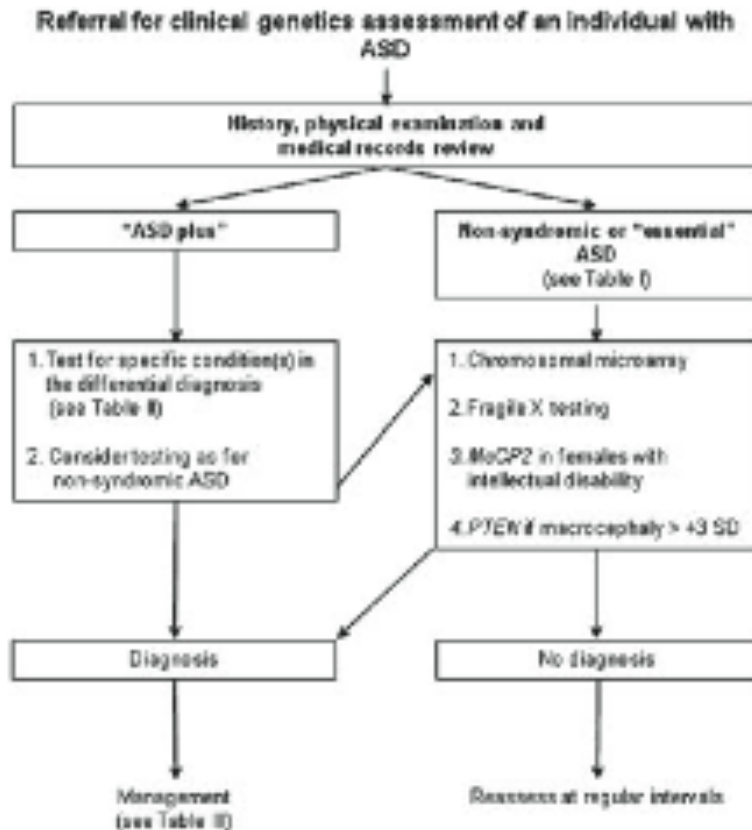 Referral for clinical genetics assessment of an individual with
ASD
History, physical examination and
medical records review
"ASD plus"
Non-syndromic or "essential"
ASD
(see Table I)
1. Test for specific condition(s) in
the differential diagnosis
(see Table II)
2. Consider testing as for
non-syndromic ASD
1. Chromosomal microarray
2. Fragile X testing
3. MeCP2 in females with
intellectual disability
4. PTEN if macrocephaly > +3 SD
Diagnosis
No diagnosis
Management
(see Table III)
Reassess at regular intervals